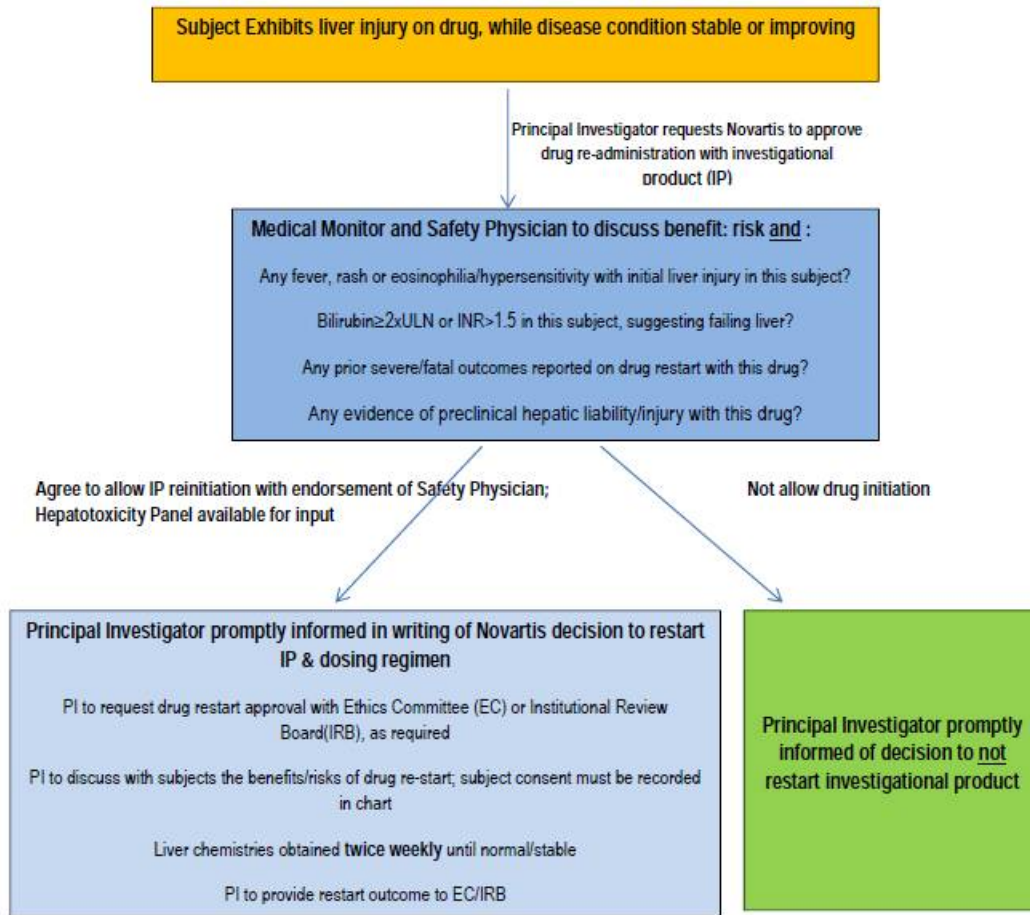 Subject Exhibits liver injury on drug, while disease condition stable or improving
Principal Investigator requests Novartis to approve
drug re-administration with investigational
product (IP)
Medical Monitor and Safety Physician to discuss benefit: risk and :
Any fever, rash or eosinophilia/hypersensitivity with initial liver injury in this subject?
Bilirubin≥2xULN or INR>1.5 in this subject, suggesting failing liver?
Any prior severe/fatal outcomes reported on drug restart with this drug?
Any evidence of preclinical hepatic liability/injury with this drug?
Agree to allow IP reinitiation with endorsement of Safety Physician;
Hepatotoxicity Panel available for input
Not allow drug initiation
Principal Investigator promptly informed in writing of Novartis decision to restart
IP & dosing regimen
PI to request drug restart approval with Ethics Committee (EC) or Institutional Review
Board(IRB), as required
PI to discuss with subjects the benefits/risks of drug re-start; subject consent must be recorded
in chart
Liver chemistries obtained twice weekly until normal/stable
PI to provide restart outcome to EC/IRB
Principal Investigator promptly
informed of decision to not
restart investigational product